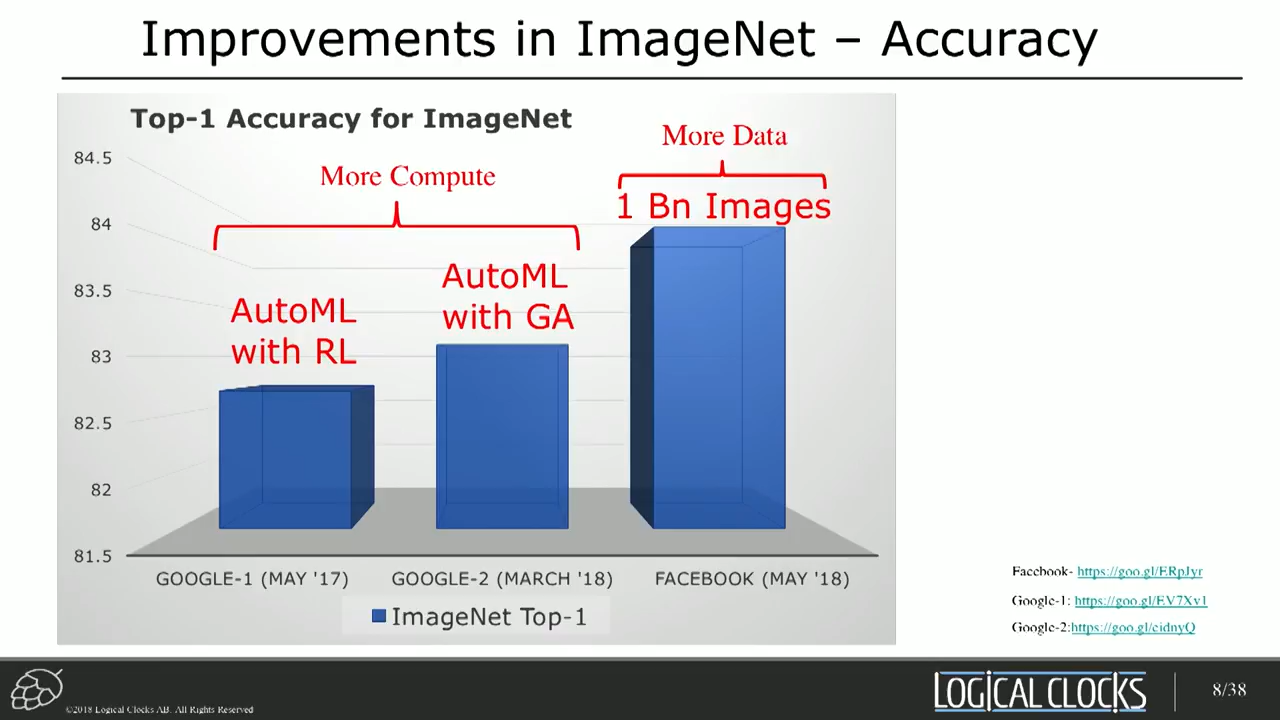 Improvements in ImageNet – Accuracy
Top-1 Accuracy for ImageNet
More Data
More Compute
1 Bn Images
AutoML
with GA
AutoML
with RL
84.5
84
83.5
83
82.5
82
81.5
GOOGLE-1 (MAY '17)
GOOGLE-2 (MARCH '18)
FACEBOOK (MAY '18)
ImageNet Top-1
Facebook- https://goo.gl/ERpJyr
Google-1: https://goo.gl/EV7Xv1
Google-2:https://goo.gl/eidnyQ
©2018 Logical Clocks AB. All Rights Reserved
LOGICAL CLOCKS
8/38